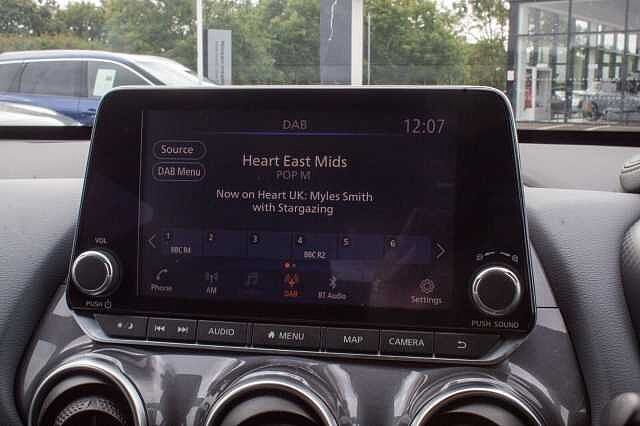 DAB
12:07
Source
DAB Menu
Heart East Mids
POP M
Now on Heart UK: Myles Smith
with Stargazing
1 2 3 4 5 6
BBC R4 BBC R2
Phone AM DAB BT Audio Settings
VOL
PUSH
PUSH SOUND
AUDIO MENU MAP CAMERA